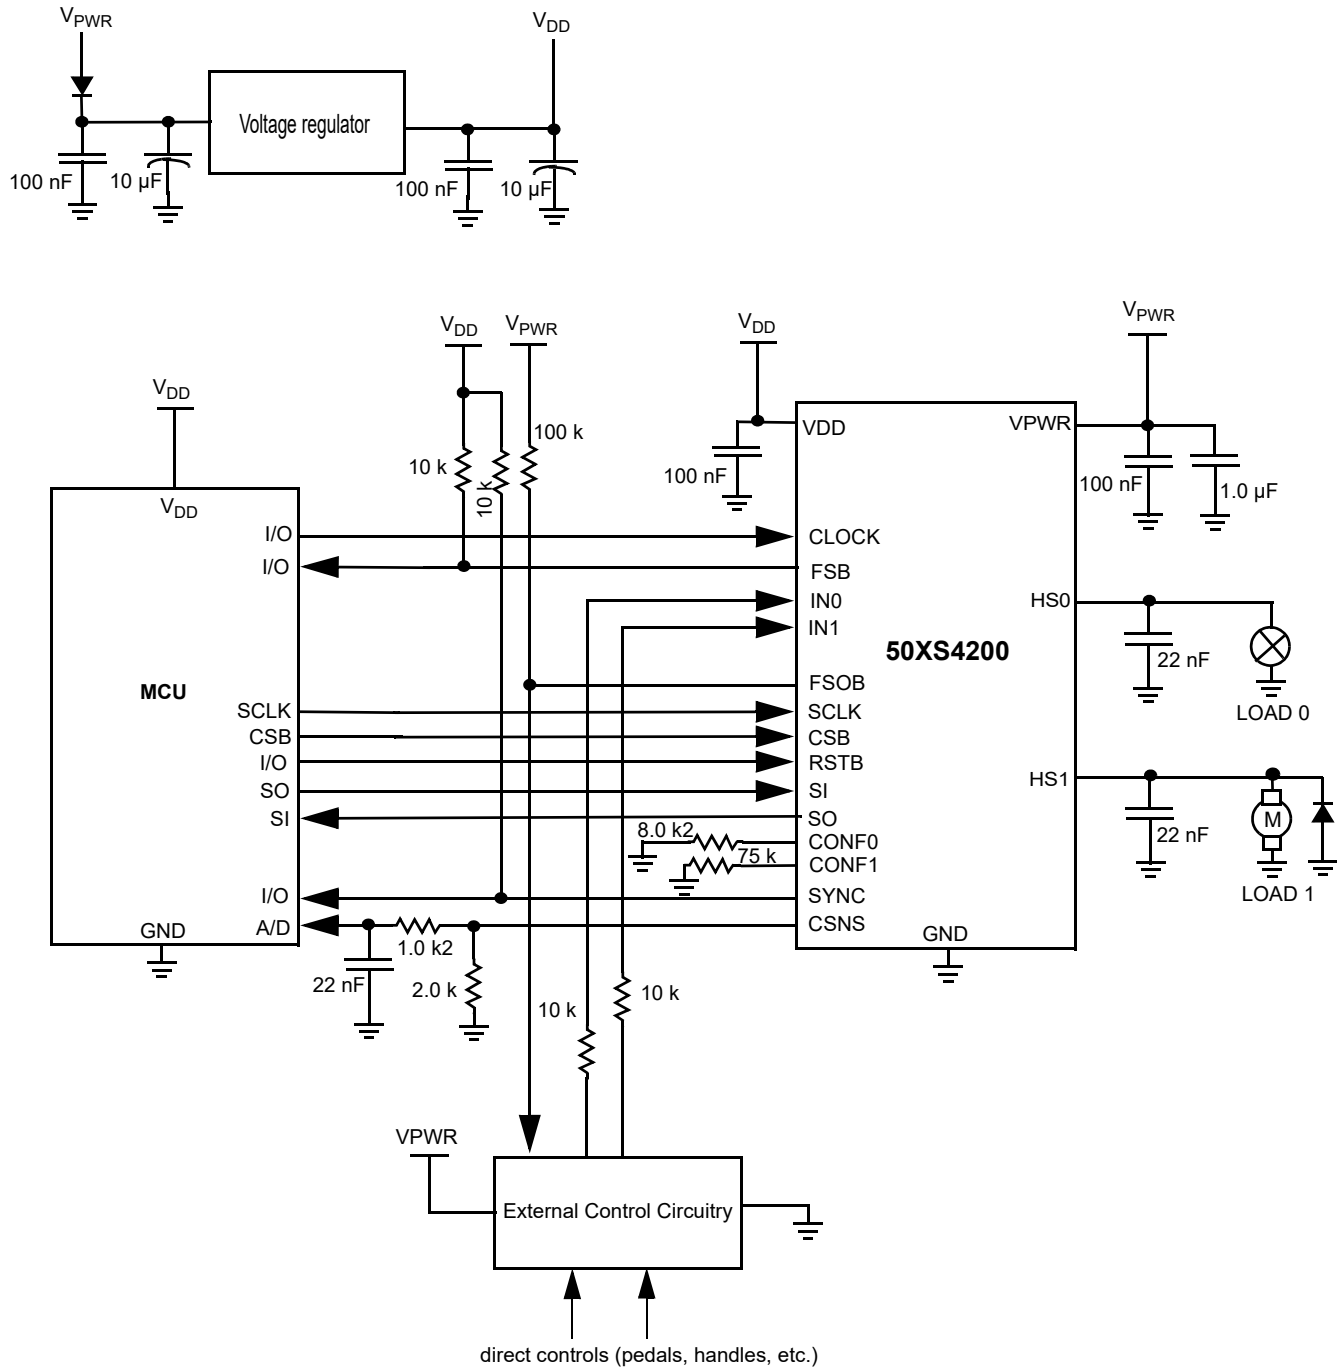 VPWR
VDD
Voltage regulator
100 nF
10 µF
100 nF
10 µF
VDD
VPWR
VDD
VPWR
VDD
100 k
10 k
10 k
VDD
VPWR
100 nF
100 nF
1.0 µF
VDD
I/O
CLOCK
I/O
FSB
IN0
HS0
IN1
50XS4200
22 nF
MCU
FSOB
SCLK
SCLK
LOAD 0
CSB
CSB
I/O
RSTB
HS1
SO
SI
SI
SO
8.0 k2
CONF0
22 nF
M
75 k
CONF1
I/O
SYNC
LOAD 1
A/D
CSNS
GND
GND
1.0 k2
22 nF
2.0 k
10 k
10 k
VPWR
External Control Circuitry
direct controls (pedals, handles, etc.)